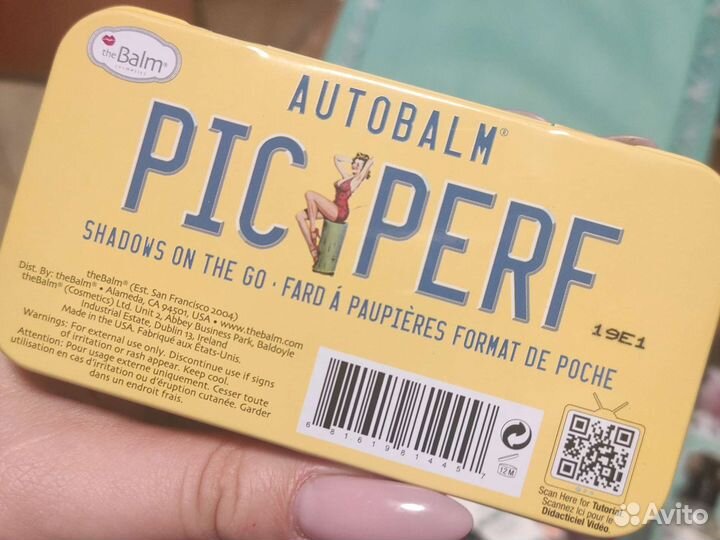 theBalm®
cosmetics
AUTOBALM®
PIC PERF
SHADOWS ON THE GO · FARD Á PAUPIÈRES FORMAT DE POCHE
theBalm® (Est. San Francisco 2004)
Dist. By: theBalm® • Alameda, CA 94501, USA • www.thebalm.com
theBalm® (Cosmetics) Ltd. Unit 2, Abbey Business Park, Baldoyle
Industrial Estate, Dublin 13, Ireland
Made in the USA. Fabriqué aux États-Unis.
Warnings: For external use only. Discontinue use if signs
of irritation or rash appear. Keep cool.
Attention: Pour usage externe uniquement. Cesser toute
utilisation en cas d'irritation ou d'éruption cutanée. Garder
dans un endroit frais.
19E1
6 81619 81445 7
12M
Scan Here for Tutorial
Scannez ici pour le
Didacticiel Vidéo.
Avito